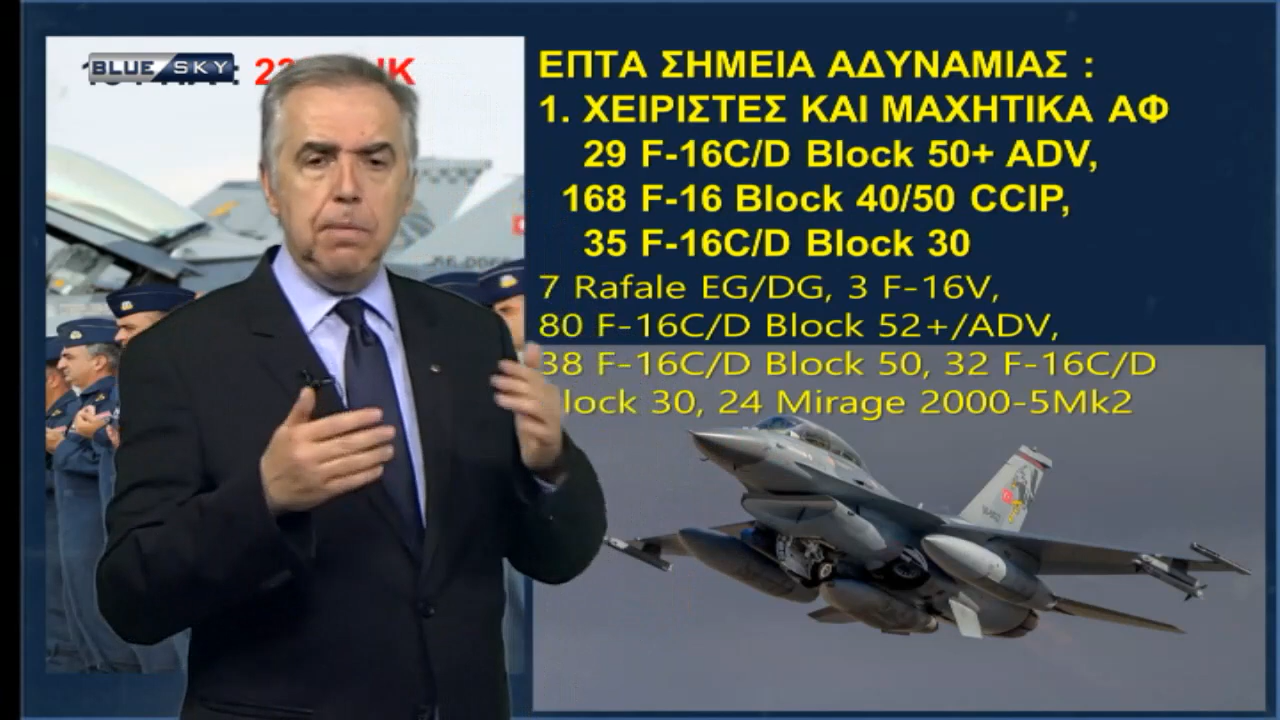 BLUE SKY
ΕΠΤΑ ΣΗΜΕΙΑ ΑΔΥΝΑΜΙΑΣ :
1. ΧΕΙΡΙΣΤΕΣ ΚΑΙ ΜΑΧΗΤΙΚΑ ΑΦ
29 F-16C/D Block 50+ ADV,
168 F-16 Block 40/50 CCIP,
35 F-16C/D Block 30
7 Rafale EG/DG, 3 F-16V,
80 F-16C/D Block 52+/ADV,
38 F-16C/D Block 50, 32 F-16C/D
lock 30, 24 Mirage 2000-5Mk2